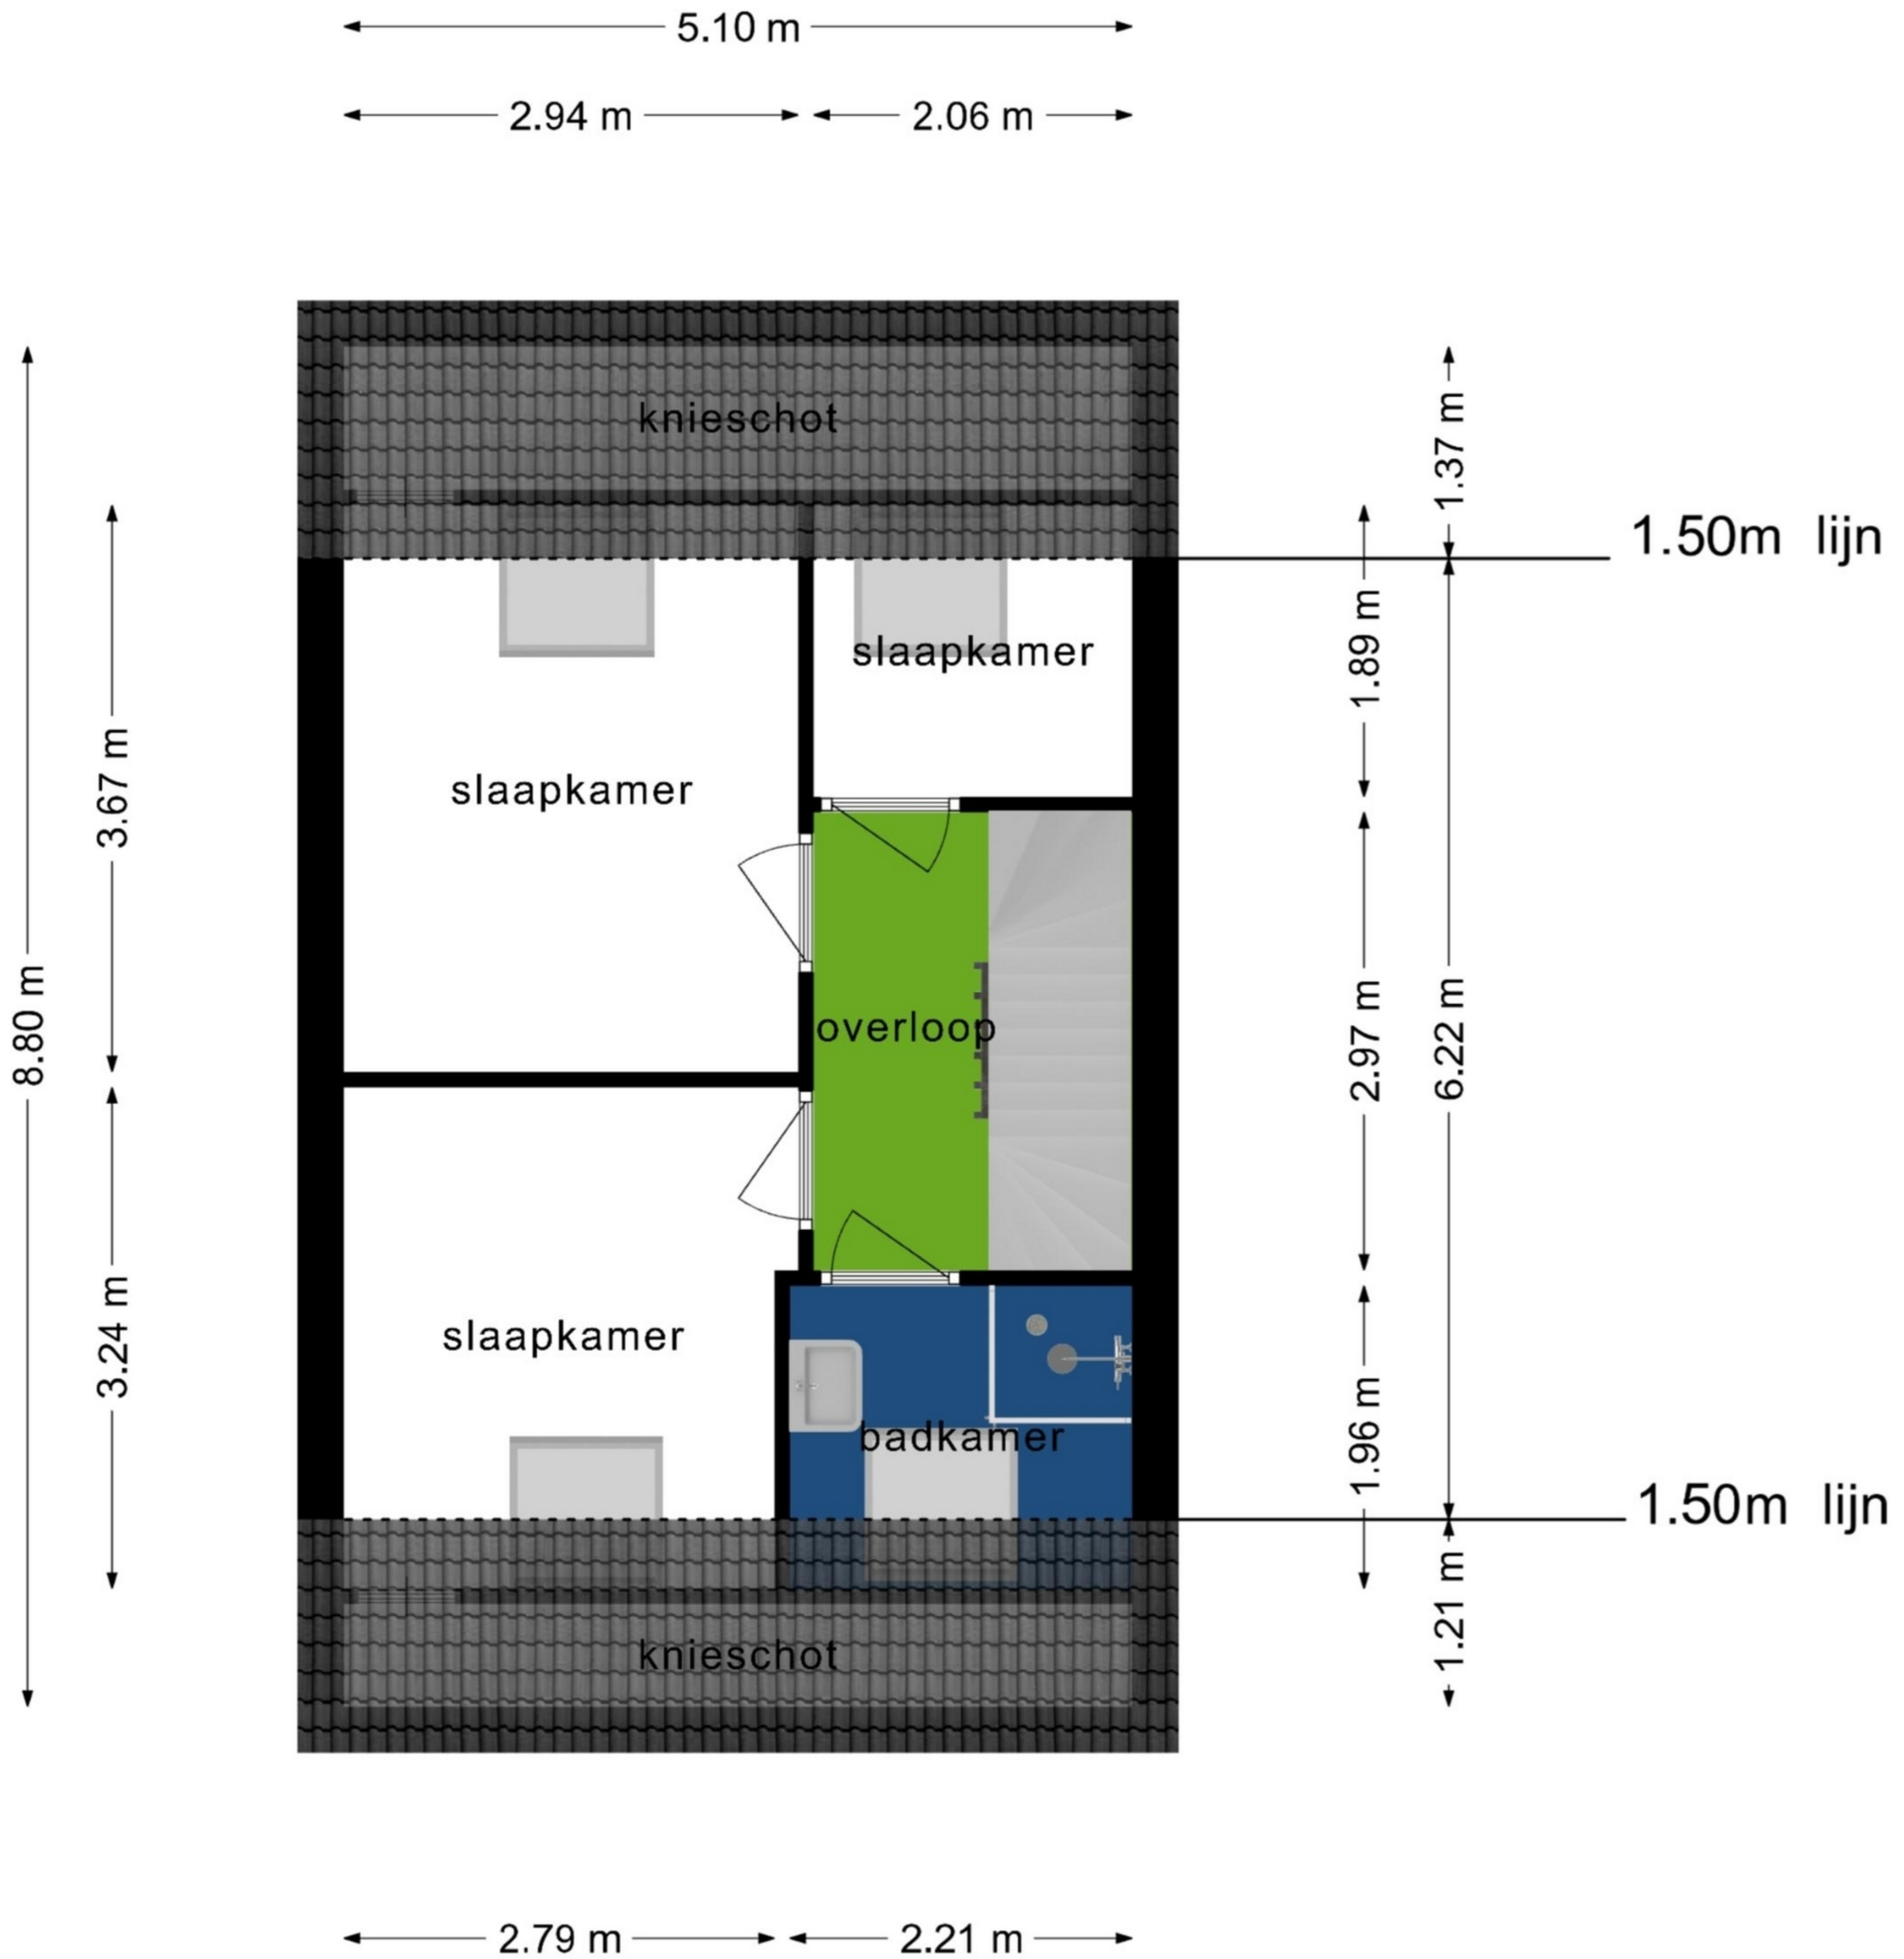 5.10 m
2.94 m
2.06 m
knieschot
1.37 m
1.50m lijn
1.89 m
slaapkamer
slaapkamer
3.67 m
8.80 m
overloop
2.97 m
6.22 m
3.24 m
slaapkamer
badkamer
1.96 m
1.50m lijn
1.21 m
knieschot
2.79 m
2.21 m